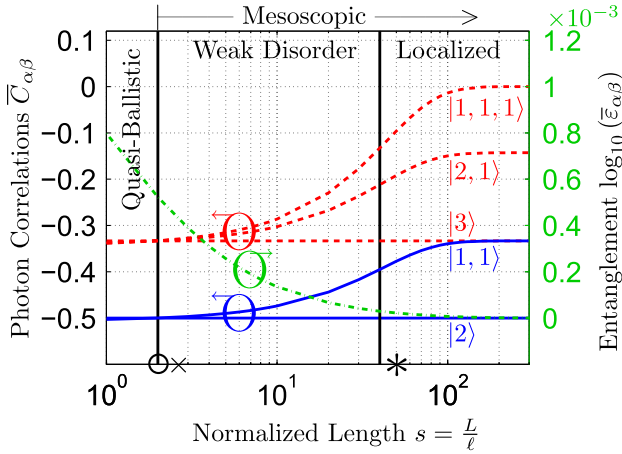 Mesoscopic
×10⁻³
Quasi-Ballistic
Weak Disorder
Localized
Photon Correlations C̅αβ
0.1
0
−0.1
−0.2
−0.3
−0.4
−0.5
|1, 1, 1⟩
|2, 1⟩
|3⟩
|1, 1⟩
|2⟩
1.2
1
0.8
0.6
0.4
0.2
0
Entanglement log₁₀(ε̅αβ)
10⁰
10¹
10²
Normalized Length s = L/ℓ